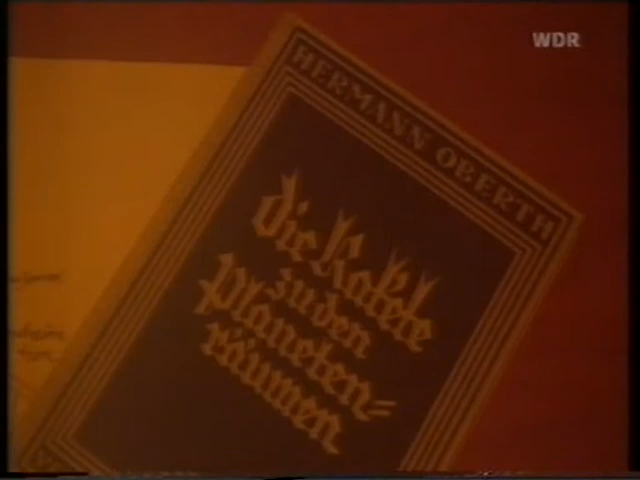 WDR
HERMANN OBERTH
die Rakete
zu den
Planeten=
räumen